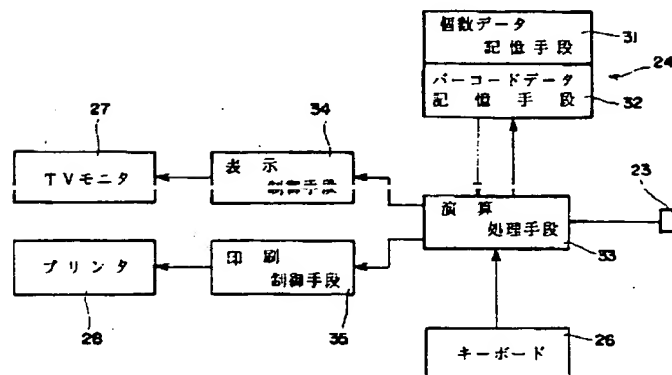 個数データ
記憶手段
31
24
バーコードデータ
記憶手段
32
27
TVモニタ
34
表示
制御手段
23
演算
処理手段
33
プリンタ
28
印刷
制御手段
35
キーボード
26